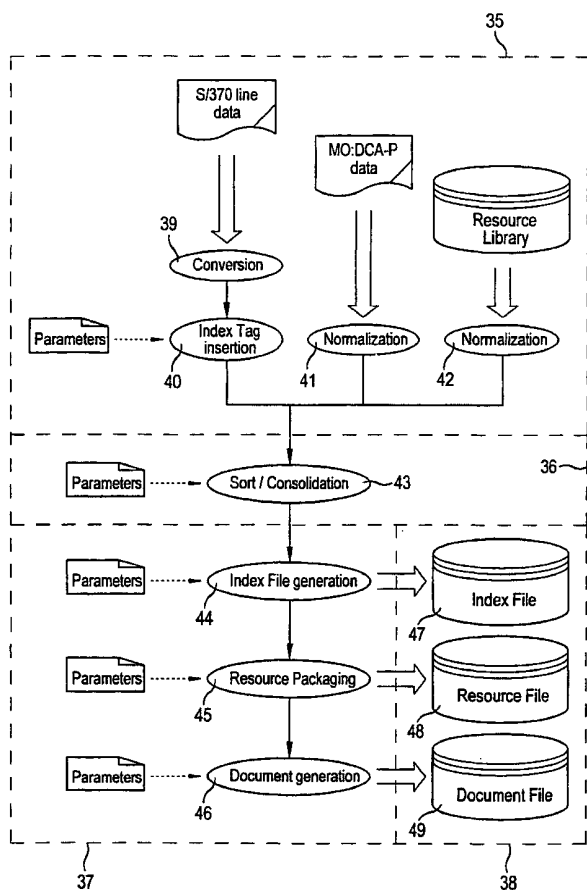 35
S/370 line
data
MO:DCA-P
data
Resource
Library
39
Conversion
Parameters
Index Tag
insertion
40
Normalization
41
Normalization
42
36
Parameters
Sort / Consolidation
43
Parameters
Index File generation
44
Index File
47
Parameters
Resource Packaging
45
Resource File
48
Parameters
Document generation
46
Document File
49
37
38